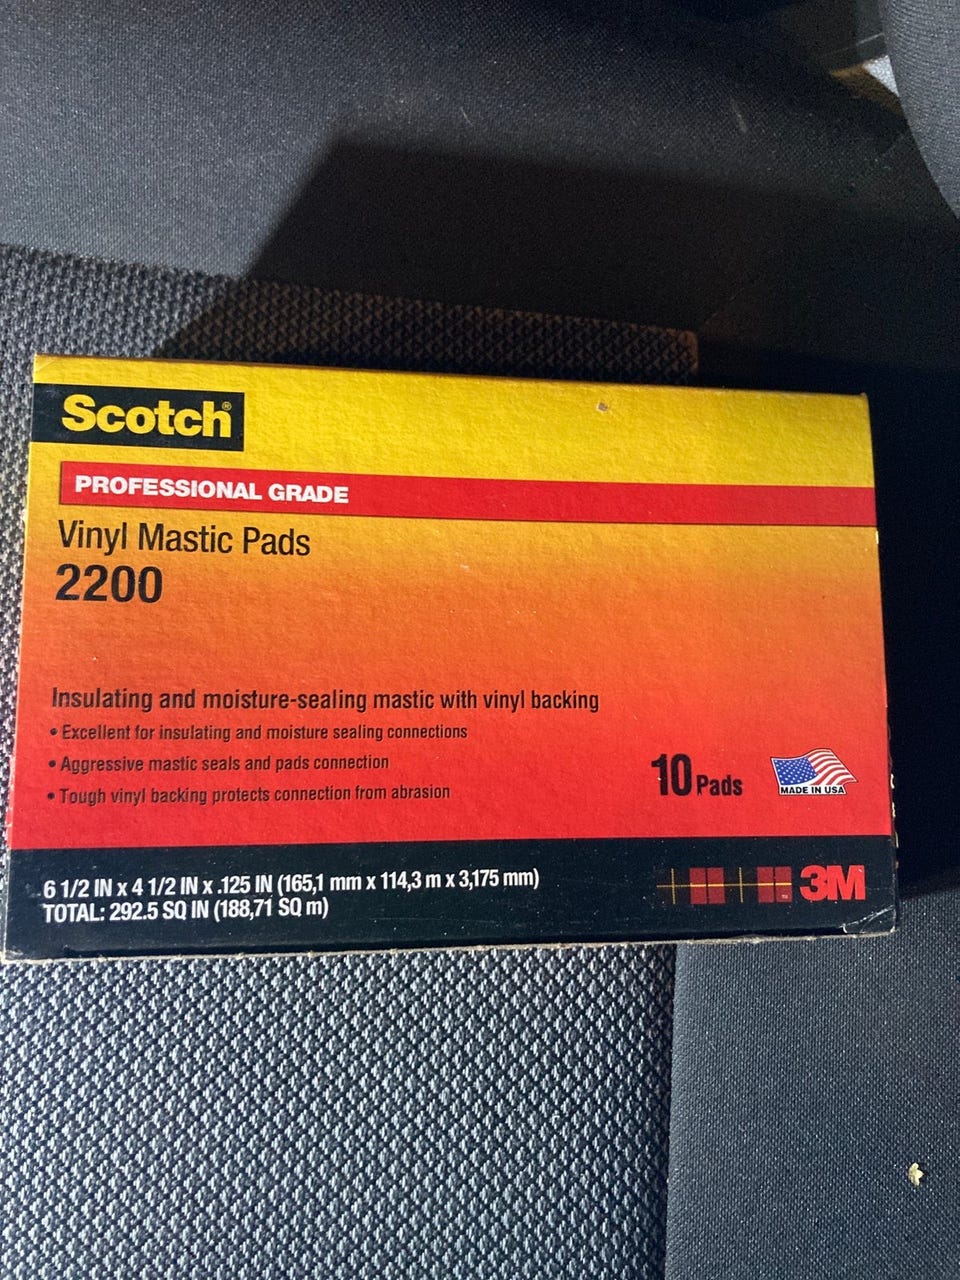 Scotch®
PROFESSIONAL GRADE
Vinyl Mastic Pads
2200
Insulating and moisture-sealing mastic with vinyl backing
• Excellent for insulating and moisture sealing connections
• Aggressive mastic seals and pads connection
• Tough vinyl backing protects connection from abrasion
10 Pads
MADE IN USA
6 1/2 IN x 4 1/2 IN x .125 IN (165,1 mm x 114,3 m x 3,175 mm)
TOTAL: 292.5 SQ IN (188,71 SQ m)
3M